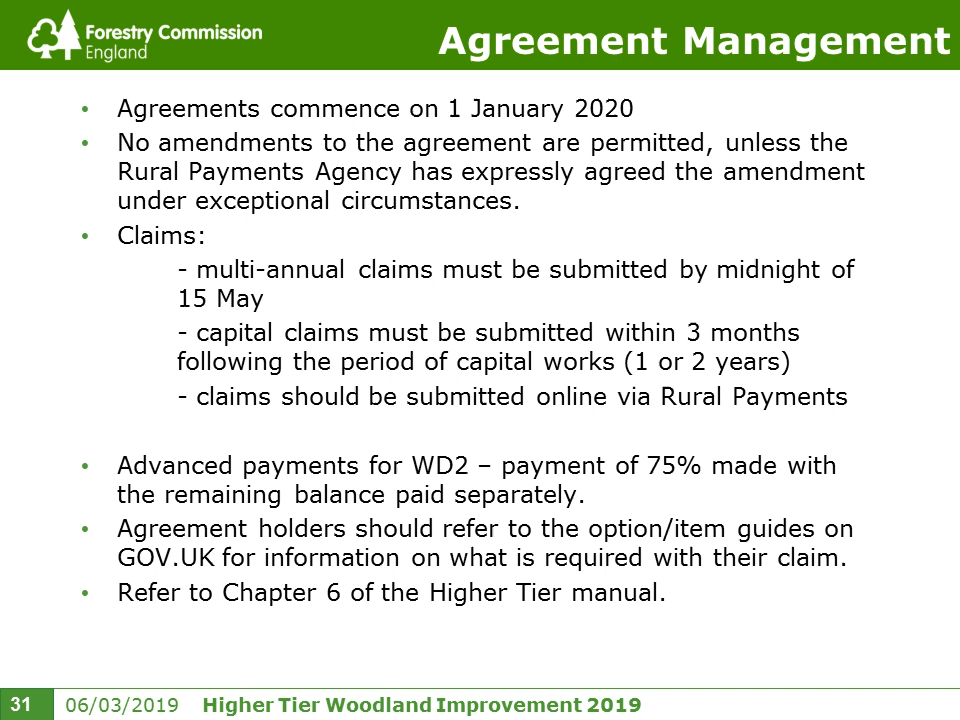 Forestry Commission
England
Agreement Management
• Agreements commence on 1 January 2020
• No amendments to the agreement are permitted, unless the
Rural Payments Agency has expressly agreed the amendment
under exceptional circumstances.
• Claims:
- multi-annual claims must be submitted by midnight of
15 May
- capital claims must be submitted within 3 months
following the period of capital works (1 or 2 years)
- claims should be submitted online via Rural Payments
• Advanced payments for WD2 – payment of 75% made with
the remaining balance paid separately.
• Agreement holders should refer to the option/item guides on
GOV.UK for information on what is required with their claim.
• Refer to Chapter 6 of the Higher Tier manual.
31 06/03/2019 Higher Tier Woodland Improvement 2019